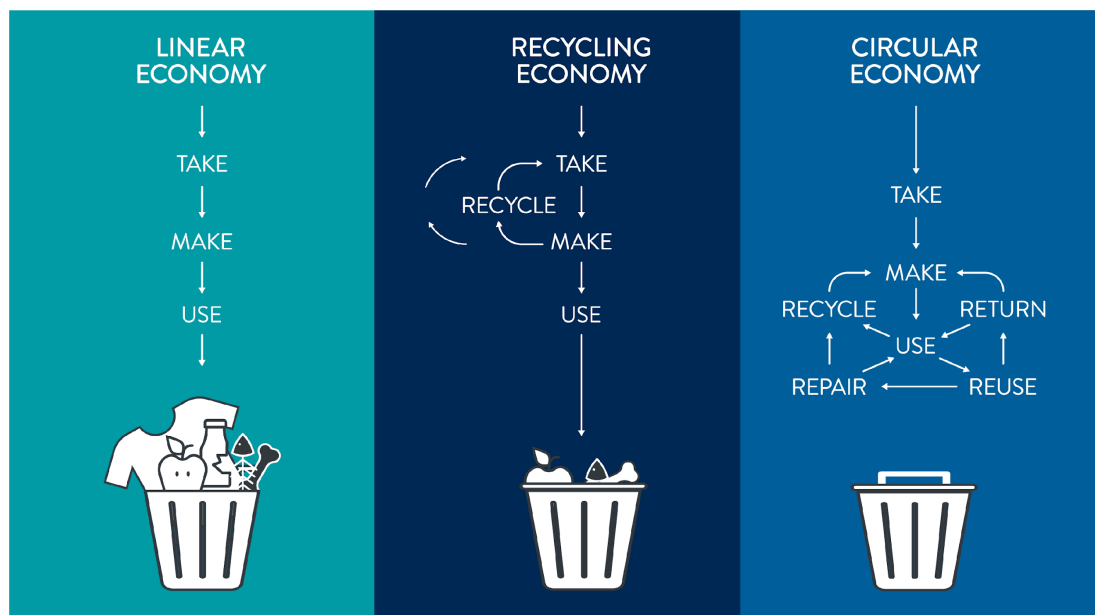 LINEAR
ECONOMY
TAKE
MAKE
USE
RECYCLING
ECONOMY
TAKE
RECYCLE
MAKE
USE
CIRCULAR
ECONOMY
TAKE
MAKE
RECYCLE
RETURN
USE
REPAIR
REUSE